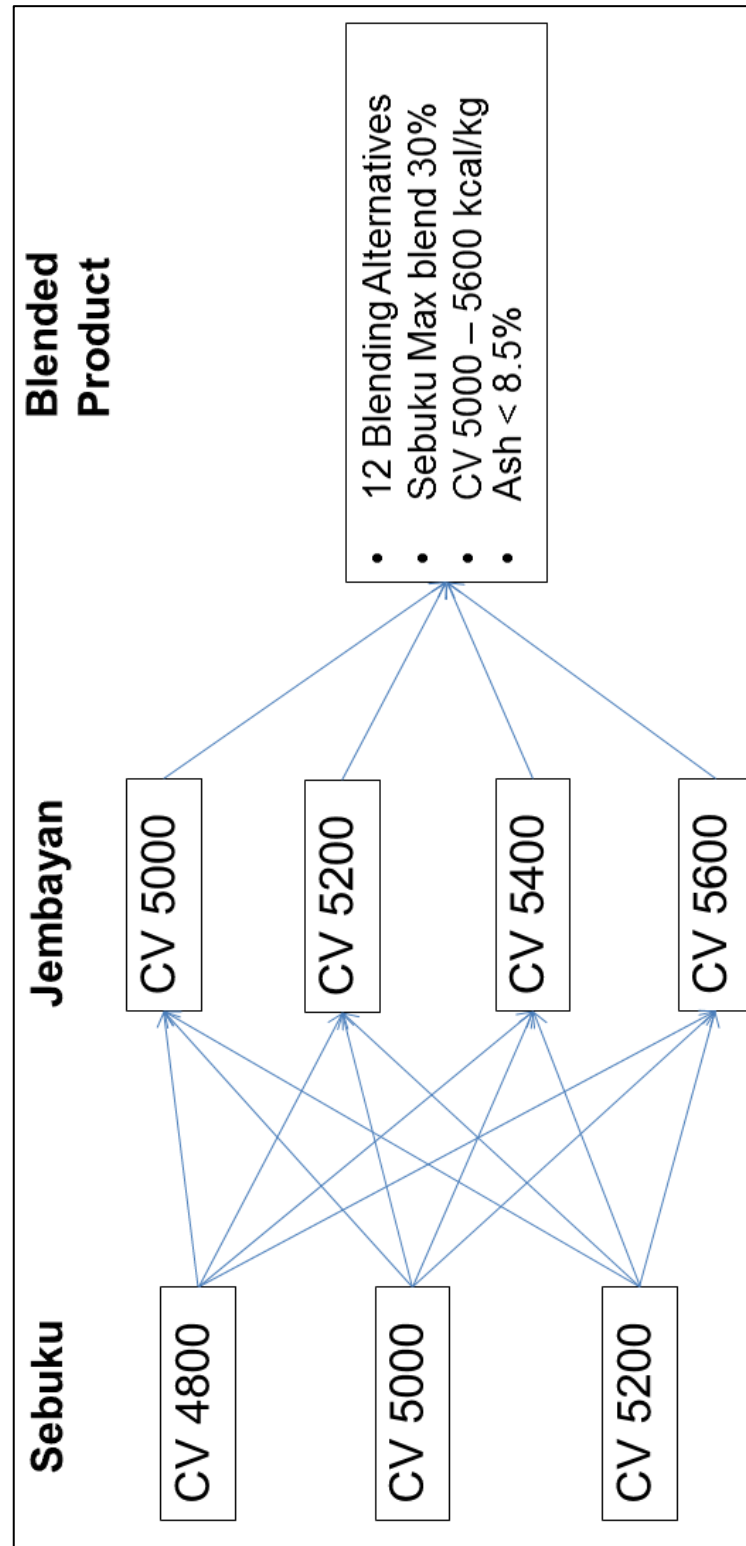 Sebuku
Jembayan
Blended
Product
CV 4800
CV 5000
CV 5200
CV 5000
CV 5200
CV 5400
CV 5600
• 12 Blending Alternatives
• Sebuku Max blend 30%
• CV 5000 – 5600 kcal/kg
• Ash < 8.5%